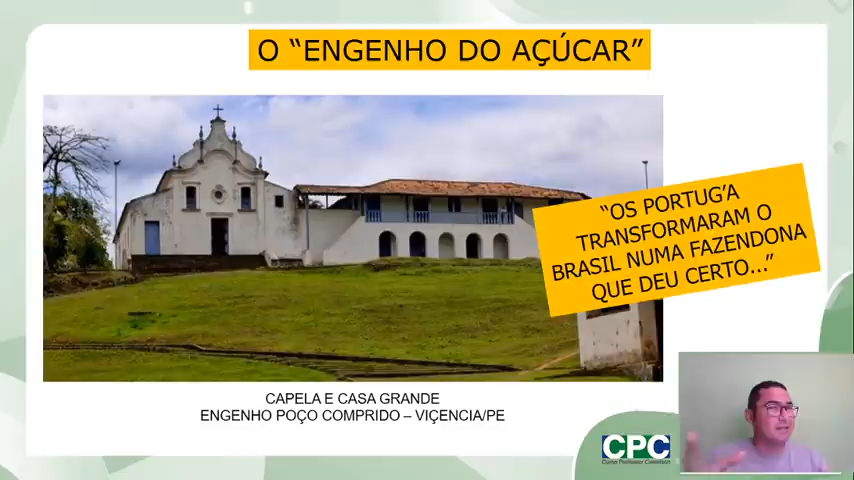 O “ENGENHO DO AÇÚCAR”
“OS PORTUG’A
TRANSFORMARAM O
BRASIL NUMA FAZENDONA
QUE DEU CERTO...”
CAPELA E CASA GRANDE
ENGENHO POÇO COMPRIDO – VIÇENCIA/PE
CPC